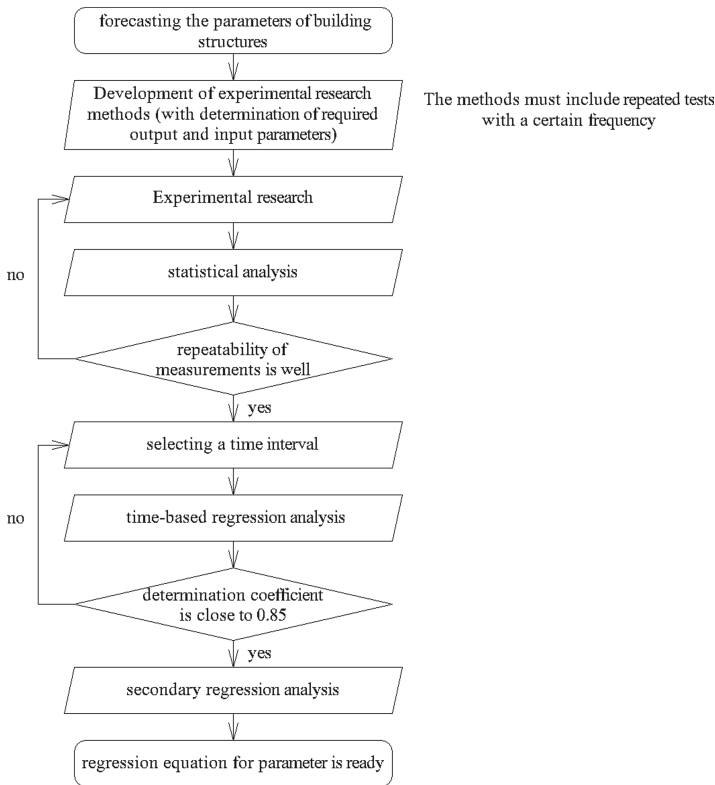 forecasting the parameters of building
structures
Development of experimental research
methods (with determination of required
output and input parameters)
The methods must include repeated tests
with a certain frequency
Experimental research
statistical analysis
no
repeatability of
measurements is well
yes
selecting a time interval
time-based regression analysis
no
determination coefficient
is close to 0.85
yes
secondary regression analysis
regression equation for parameter is ready